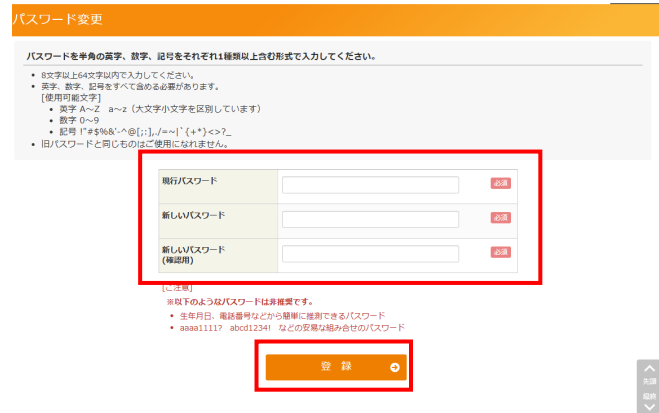 パスワード変更
パスワードを半角の英字、数字、記号をそれぞれ1種類以上含む形式で入力してください。
• 8文字以上64文字以内で入力してください。
• 英字、数字、記号をすべて含める必要があります。
[使用可能文字]
• 英字 A～Z　a～z（大文字小文字を区別しています）
• 数字 0～9
• 記号 !"#$%&'-^@[;:],./=~|`{+*}<>?_
• 旧パスワードと同じものはご使用になれません。
現行パスワード 必須
新しいパスワード 必須
新しいパスワード 必須
(確認用)
[ご注意]
※以下のようなパスワードは非推奨です。
• 生年月日、電話番号などから簡単に推測できるパスワード
• aaaa1111?　abcd1234!　などの安易な組み合せのパスワード
登 録
先頭
最終